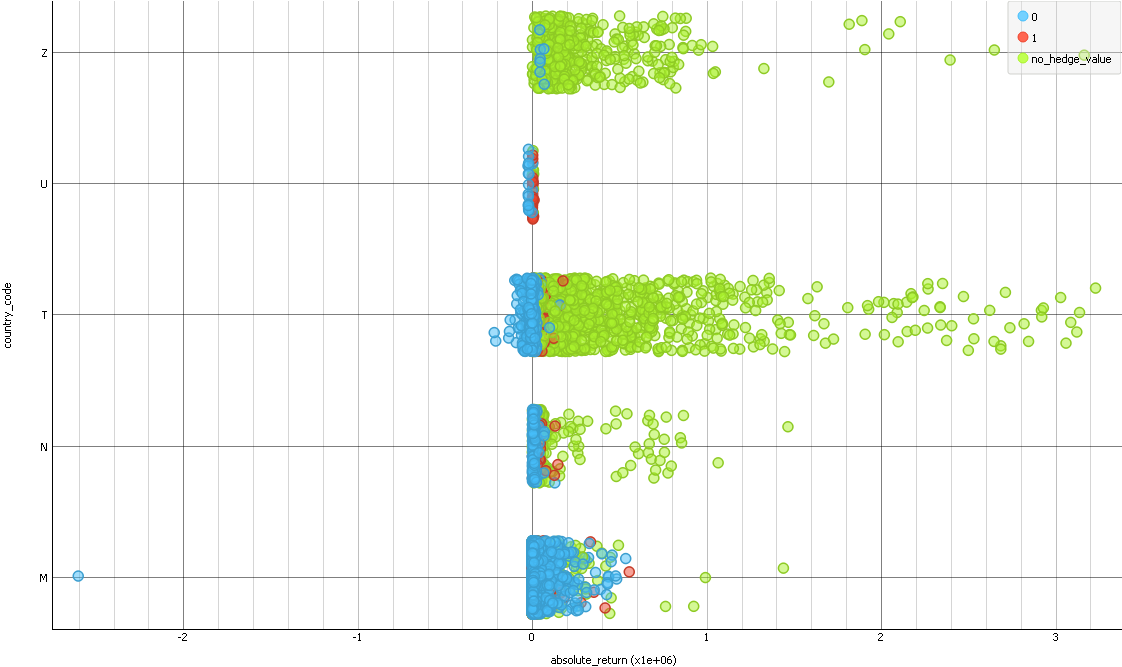 0
1
no_hedge_value
Z
U
T
N
M
country_code
-2 -1 0 1 2 3
absolute_return (x1e+06)